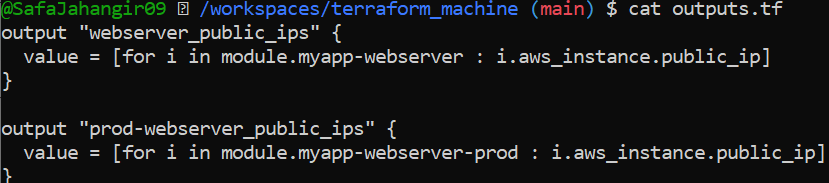 @SafaJahangir09 /workspaces/terraform_machine (main) $ cat outputs.tf
output "webserver_public_ips" {
  value = [for i in module.myapp-webserver : i.aws_instance.public_ip]
}

output "prod-webserver_public_ips" {
  value = [for i in module.myapp-webserver-prod : i.aws_instance.public_ip]
}